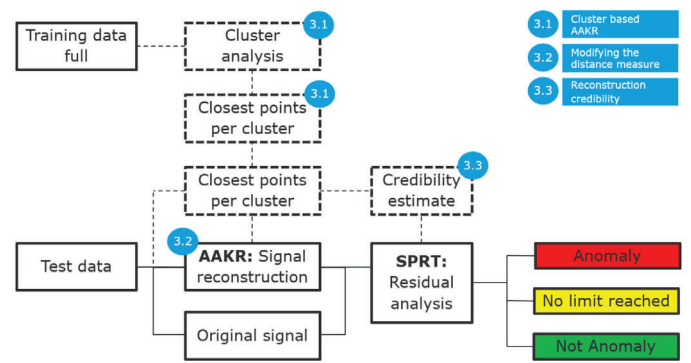 Training data
full
Cluster
analysis
3.1
3.1
Cluster based
AAKR
3.2
Modifying the
distance measure
3.3
Reconstruction
credibility
Closest points
per cluster
3.1
Closest points
per cluster
Credibility
estimate
3.3
Test data
3.2
AAKR: Signal
reconstruction
SPRT:
Residual
analysis
Original signal
Anomaly
No limit reached
Not Anomaly